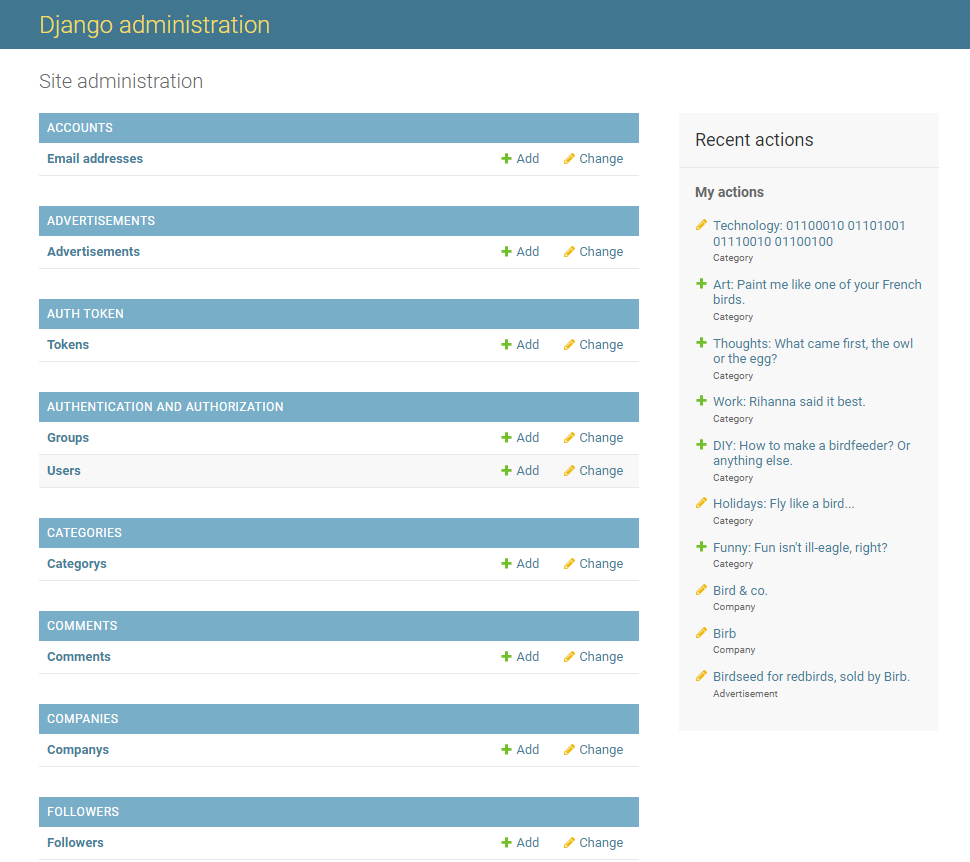 Django administration
Site administration
ACCOUNTS
Email addresses Add Change
ADVERTISEMENTS
Advertisements Add Change
AUTH TOKEN
Tokens Add Change
AUTHENTICATION AND AUTHORIZATION
Groups Add Change
Users Add Change
CATEGORIES
Categorys Add Change
COMMENTS
Comments Add Change
COMPANIES
Companys Add Change
FOLLOWERS
Followers Add Change
Recent actions
My actions
Technology: 01100010 01101001
01110010 01100100
Category
Art: Paint me like one of your French
birds.
Category
Thoughts: What came first, the owl
or the egg?
Category
Work: Rihanna said it best.
Category
DIY: How to make a birdfeeder? Or
anything else.
Category
Holidays: Fly like a bird...
Category
Funny: Fun isn't ill-eagle, right?
Category
Bird & co.
Company
Birb
Company
Birdseed for redbirds, sold by Birb.
Advertisement